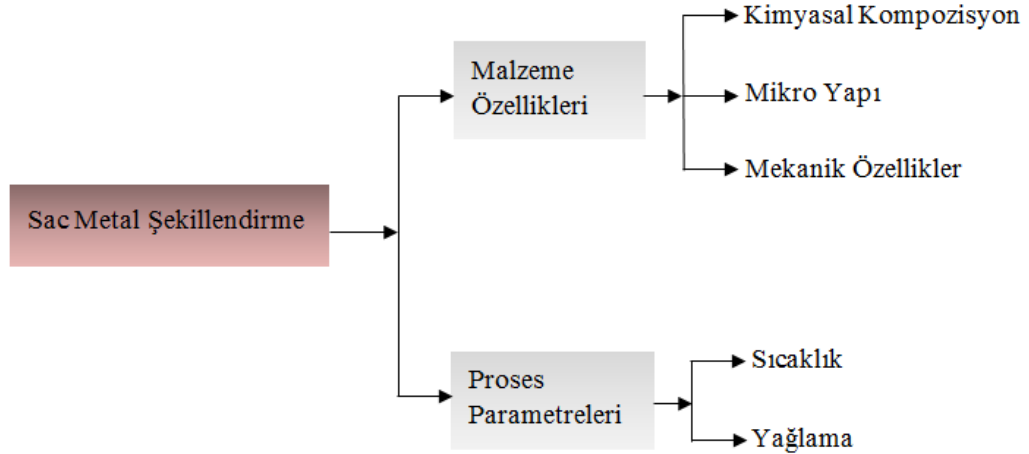 Sac Metal Şekillendirme
Malzeme
Özellikleri
Kimyasal Kompozisyon
Mikro Yapı
Mekanik Özellikler
Proses
Parametreleri
Sıcaklık
Yağlama